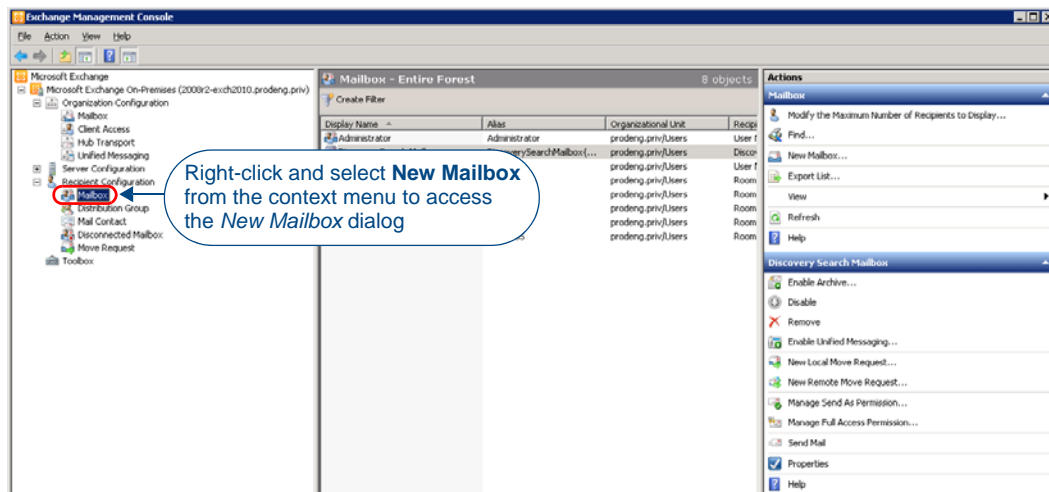 Exchange Management Console
File Action View Help
Microsoft Exchange
Microsoft Exchange On-Premises (2008r2-exch2010.prodeng.priv)
Organization Configuration
Mailbox
Client Access
Hub Transport
Unified Messaging
Server Configuration
Recipient Configuration
Mailbox
Distribution Group
Mail Contact
Disconnected Mailbox
Move Request
Toolbox
Right-click and select New Mailbox
from the context menu to access
the New Mailbox dialog
Mailbox - Entire Forest 8 objects
Create Filter
Display Name Alias Organizational Unit Recipi
Administrator Administrator prodeng.priv/Users User
prodeng.priv/Users Discov
prodeng.priv/Users User
prodeng.priv/Users Room
prodeng.priv/Users Room
prodeng.priv/Users Room
prodeng.priv/Users Room
prodeng.priv/Users Room
Actions
Mailbox
Modify the Maximum Number of Recipients to Display...
Find...
New Mailbox...
Export List...
View
Refresh
Help
Discovery Search Mailbox
Enable Archive...
Disable
Remove
Enable Unified Messaging...
New Local Move Request...
New Remote Move Request...
Manage Send As Permission...
Manage Full Access Permission...
Send Mail
Properties
Help